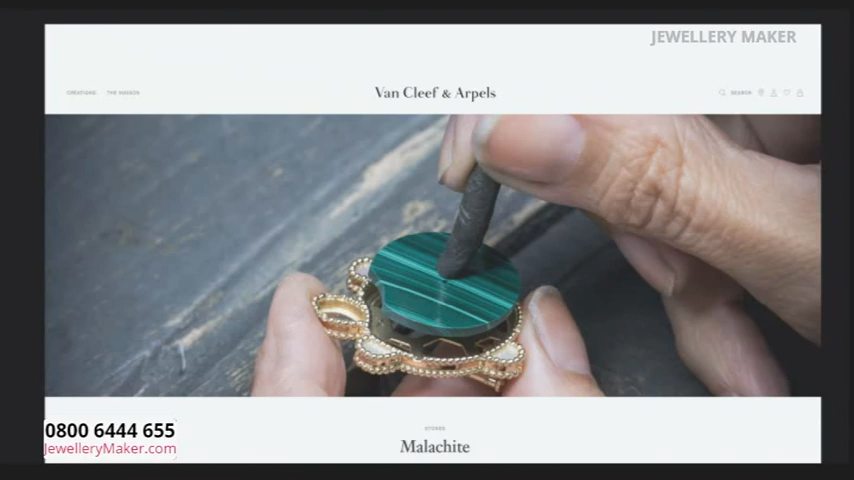 JEWELLERY MAKER
CREATIONS THE MAISON
Van Cleef & Arpels
SEARCH
STONES
Malachite
0800 6444 655
JewelleryMaker.com